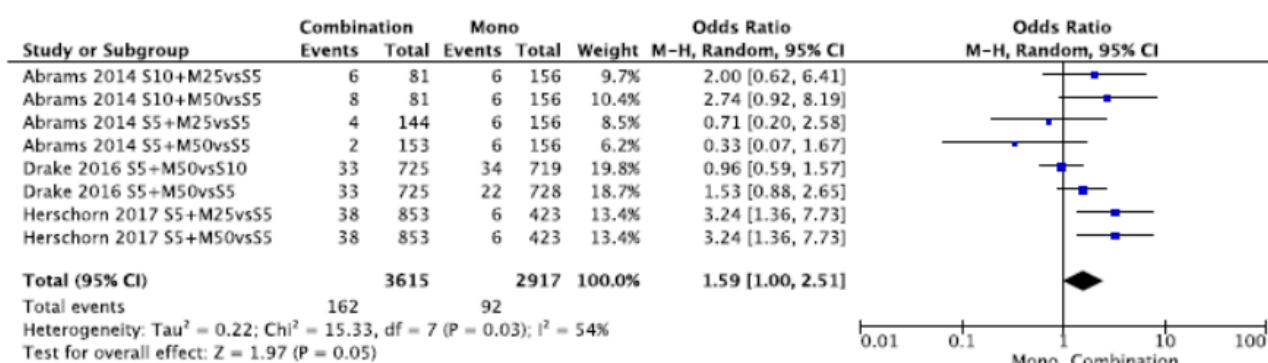 Combination Mono Odds Ratio Odds Ratio
Study or Subgroup Events Total Events Total Weight M-H, Random, 95% CI M-H, Random, 95% CI
Abrams 2014 S10+M25vsS5 6 81 6 156 9.7% 2.00 [0.62, 6.41]
Abrams 2014 S10+M50vsS5 8 81 6 156 10.4% 2.74 [0.92, 8.19]
Abrams 2014 S5+M25vsS5 4 144 6 156 8.5% 0.71 [0.20, 2.58]
Abrams 2014 S5+M50vsS5 2 153 6 156 6.2% 0.33 [0.07, 1.67]
Drake 2016 S5+M50vsS10 33 725 34 719 19.8% 0.96 [0.59, 1.57]
Drake 2016 S5+M50vsS5 33 725 22 728 18.7% 1.53 [0.88, 2.65]
Herschorn 2017 S5+M25vsS5 38 853 6 423 13.4% 3.24 [1.36, 7.73]
Herschorn 2017 S5+M50vsS5 38 853 6 423 13.4% 3.24 [1.36, 7.73]
Total (95% CI) 3615 2917 100.0% 1.59 [1.00, 2.51]
Total events 162 92
Heterogeneity: Tau² = 0.22; Chi² = 15.33, df = 7 (P = 0.03); I² = 54%
Test for overall effect: Z = 1.97 (P = 0.05)
0.01 0.1 1 10 100
Mono Combination